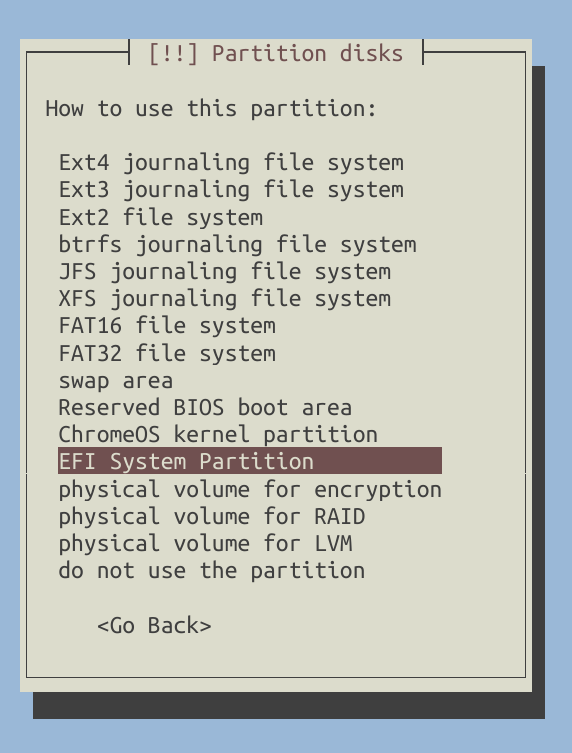 [!!] Partition disks
How to use this partition:
Ext4 journaling file system
Ext3 journaling file system
Ext2 file system
btrfs journaling file system
JFS journaling file system
XFS journaling file system
FAT16 file system
FAT32 file system
swap area
Reserved BIOS boot area
ChromeOS kernel partition
EFI System Partition
physical volume for encryption
physical volume for RAID
physical volume for LVM
do not use the partition
<Go Back>